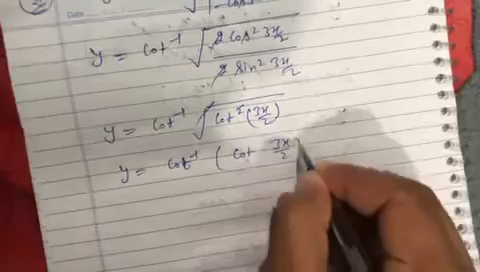 y = cot⁻¹ √(2 cos² 3x/2 / 2 sin² 3x/2)
y = cot⁻¹ √(cot² (3x/2))
y = cot⁻¹ ( cot 3x/2